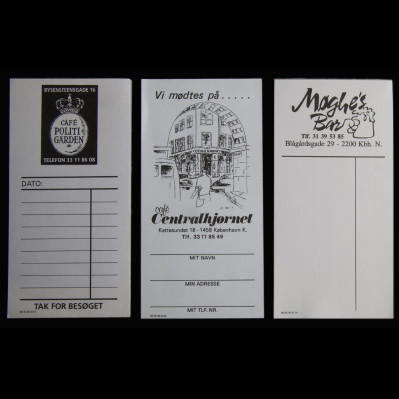 RYSENSTEENSGADE 16
CAFÉ
POLITI
GARDEN
TELEFON 33 11 86 08
DATO:
TAK FOR BESØGET
Vi mødtes på.....
café
Centralhjørnet
Kattesundet 18 - 1458 København K.
Tlf. 33 11 85 49
MIT NAVN
MIN ADRESSE
MIT TLF. NR.
Møghe's
Bar
Tlf. 31 39 53 85
Blågårdsgade 29 - 2200 Kbh. N.